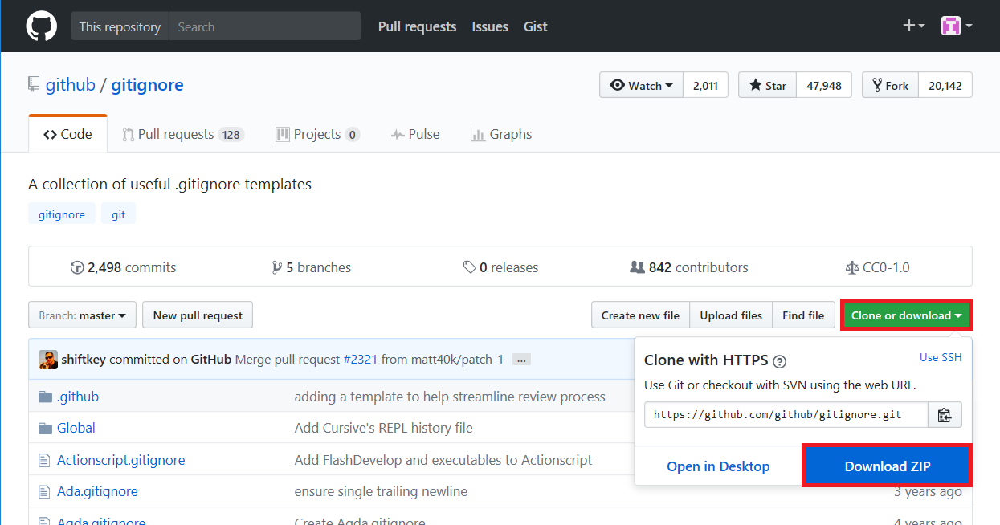 This repository Search Pull requests Issues Gist
github / gitignore
Watch 2,011 Star 47,948 Fork 20,142
Code Pull requests 128 Projects 0 Pulse Graphs
A collection of useful .gitignore templates
gitignore git
2,498 commits 5 branches 0 releases 842 contributors CC0-1.0
Branch: master New pull request Create new file Upload files Find file Clone or download
shiftkey committed on GitHub Merge pull request #2321 from matt40k/patch-1 ...
Clone with HTTPS ?
Use SSH
Use Git or checkout with SVN using the web URL.
https://github.com/github/gitignore.git
Open in Desktop Download ZIP
.github adding a template to help streamline review process
Global Add Cursive's REPL history file
Actionscript.gitignore Add FlashDevelop and executables to Actionscript
Ada.gitignore ensure single trailing newline 3 years ago
Agda.gitignore Create Agda.gitignore 4 years ago